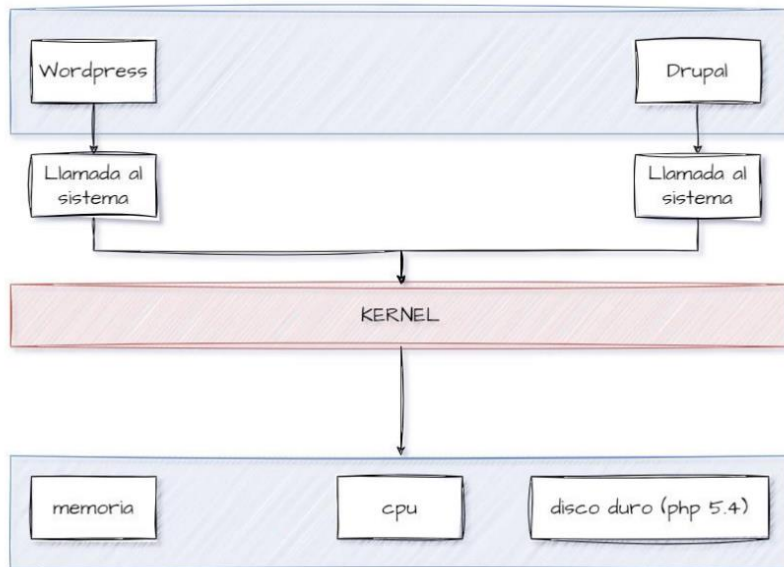 Wordpress
Drupal
Llamada al
sistema
Llamada al
sistema
KERNEL
memoria
cpu
disco duro (php 5.4)